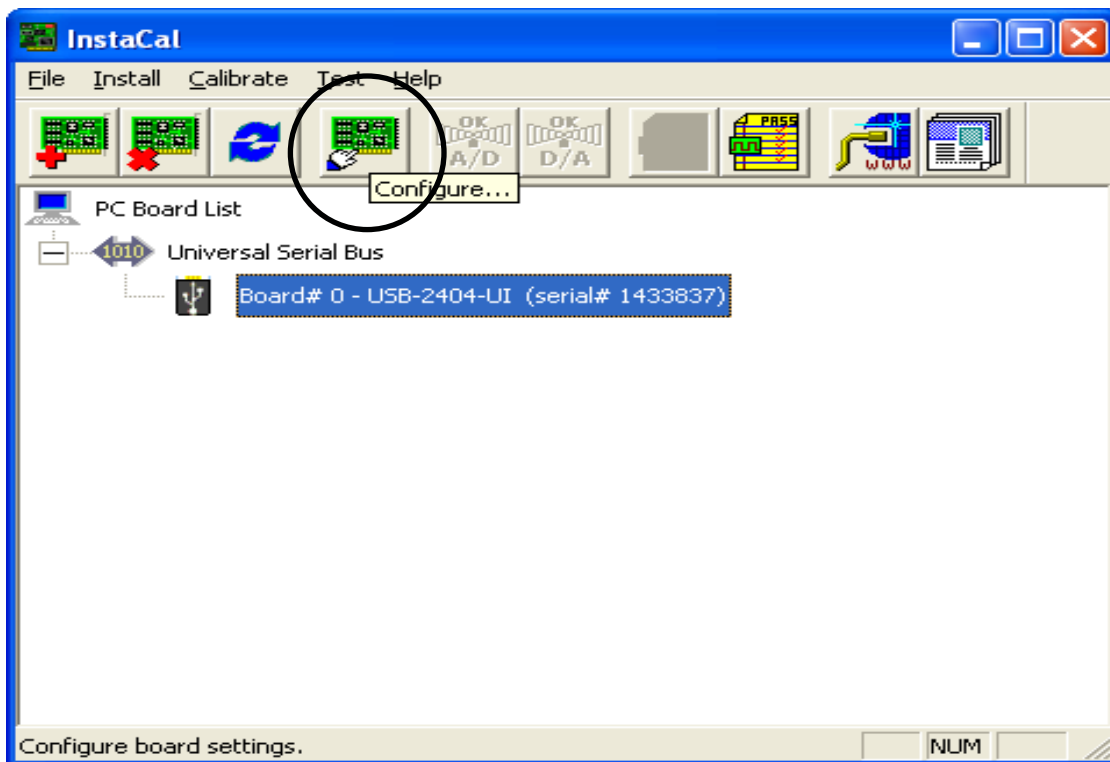 InstaCal
File Install Calibrate Test Help
OK A/D OK D/A PASS www
Configure...
PC Board List
1010 Universal Serial Bus
Board# 0 - USB-2404-UI (serial# 1433837)
Configure board settings. NUM